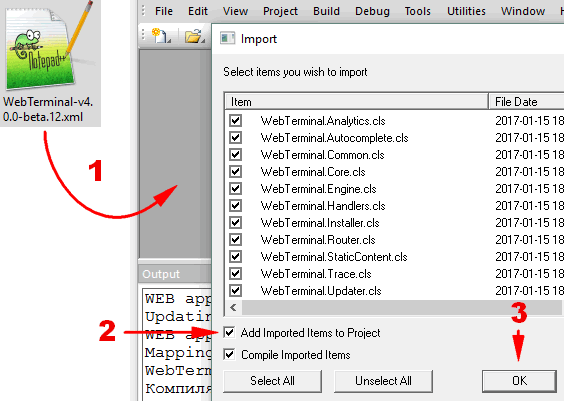 Notepad++
WebTerminal-v4.
0.0-beta.12.xml
1
File Edit View Project Build Debug Tools Utilities Window
Import
Select items you wish to import
Item File Date
WebTerminal.Analytics.cls 2017-01-15 18
WebTerminal.Autocomplete.cls 2017-01-15 18
WebTerminal.Common.cls 2017-01-15 18
WebTerminal.Core.cls 2017-01-15 18
WebTerminal.Engine.cls 2017-01-15 18
WebTerminal.Handlers.cls 2017-01-15 18
WebTerminal.Installer.cls 2017-01-15 18
WebTerminal.Router.cls 2017-01-15 18
WebTerminal.StaticContent.cls 2017-01-15 18
WebTerminal.Trace.cls 2017-01-15 18
WebTerminal.Updater.cls 2017-01-15 18
Output
WEB app
Updatin
WEB app
Mapping
WebTerm
Компиля
2
Add Imported Items to Project
Compile Imported Items
3
Select All Unselect All OK